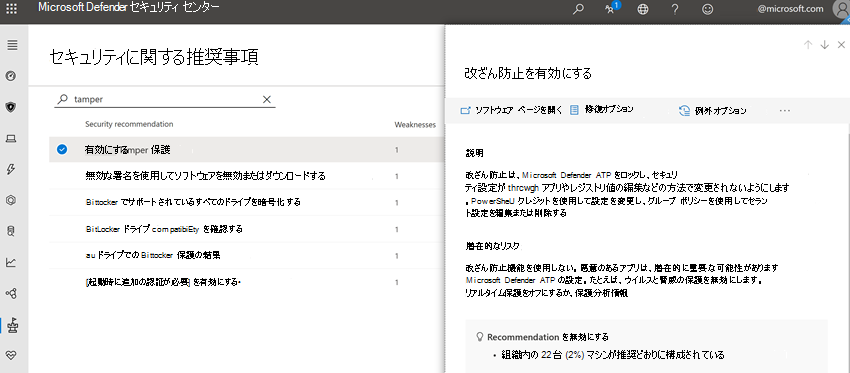 Microsoft Defender セキュリティ センター
1
@microsoft.com
セキュリティに関する推奨事項
tamper
Security recommendation Weaknesses
有効にするTamper 保護 1
無効な署名を使用してソフトウェアを無効またはダウンロードする 1
Bittocker でサポートされているすべてのドライブを暗号化する 1
BitLocker ドライブ compatibiEty を確認する 1
au ドライブでの Bittocker 保護の結果 1
[起動時に追加の認証が必要] を有効にする 1
改ざん防止を有効にする
ソフトウェア ページを開く 修復オプション 例外オプション ...
説明
改ざん防止は、Microsoft Defender ATP をロックし、セキュリ
ティ設定が thrcwgh アプリやレジストリ値の編集などの方法で変更されないようにします
。PowerShelU クレジットを使用して設定を変更し、グループ ポリシーを使用してセラン
ト設定を編集または削除する
潜在的なリスク
改ざん防止機能を使用しない。悪意のあるアプリは、潜在的に重要な可能性があります
Microsoft Defender ATP の設定。たとえば、ウイルスと脅威の保護を無効にします。
リアルタイム保護をオフにするか、保護分析情報
Recommendation を無効にする
• 組織内の 22 台 (2%) マシンが推奨どおりに構成されている